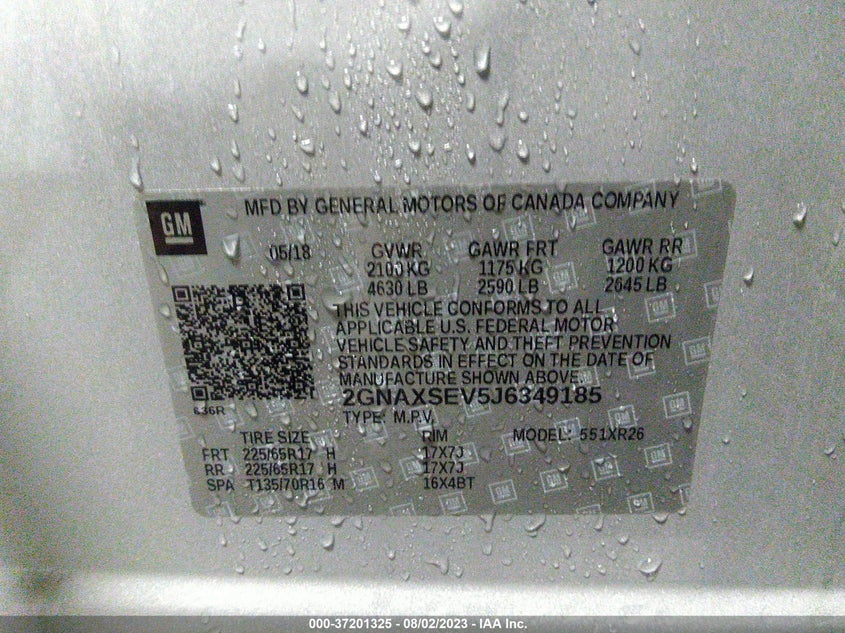 GM
MFD BY GENERAL MOTORS OF CANADA COMPANY
05/18 GVWR GAWR FRT GAWR RR
2100 KG 1175 KG 1200 KG
4630 LB 2590 LB 2645 LB
THIS VEHICLE CONFORMS TO ALL
APPLICABLE U.S. FEDERAL MOTOR
VEHICLE SAFETY AND THEFT PREVENTION
STANDARDS IN EFFECT ON THE DATE OF
MANUFACTURE SHOWN ABOVE.
2GNAXSEV5J6349185
636R
TYPE: M.P.V.
TIRE SIZE RIM MODEL: 551XR26
FRT 225/65R17 H 17X7J
RR 225/65R17 H 17X7J
SPA T135/70R16 M 16X4BT
000-37201325 - 08/02/2023 - IAA Inc.